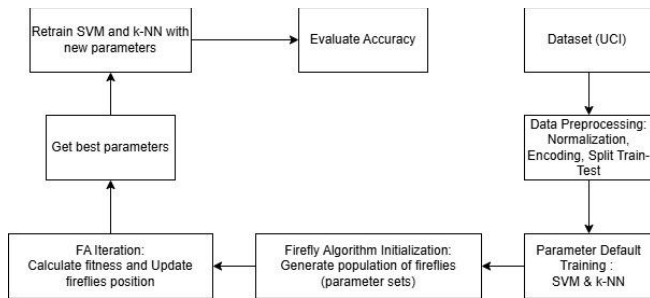 Retrain SVM and k-NN with
new parameters
Evaluate Accuracy
Dataset (UCI)
Get best parameters
Data Preprocessing:
Normalization,
Encoding, Split Train-
Test
FA Iteration:
Calculate fitness and Update
fireflies position
Firefly Algorithm Initialization:
Generate population of fireflies
(parameter sets)
Parameter Default
Training :
SVM & k-NN